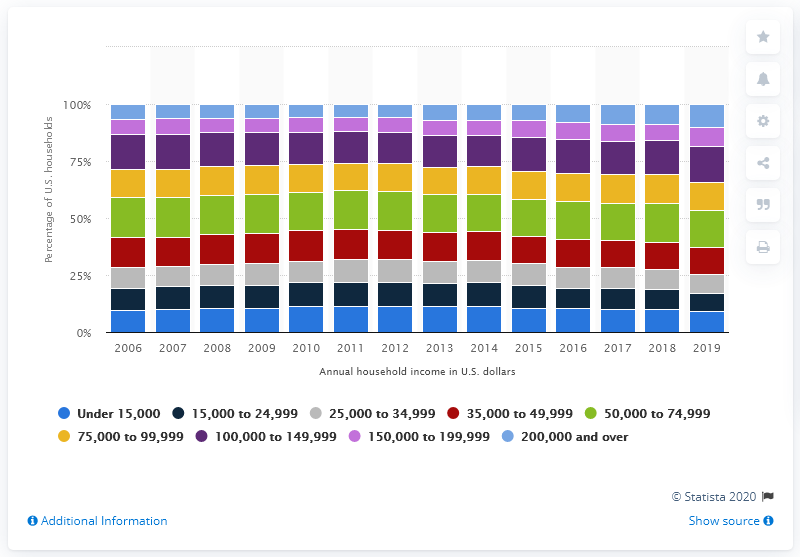 100%
75%
50%
25%
0%
Percentage of U.S. households
2006 2007 2008 2009 2010 2011 2012 2013 2014 2015 2016 2017 2018 2019
Annual household income in U.S. dollars
Under 15,000 15,000 to 24,999 25,000 to 34,999 35,000 to 49,999 50,000 to 74,999
75,000 to 99,999 100,000 to 149,999 150,000 to 199,999 200,000 and over
© Statista 2020
Additional Information Show source